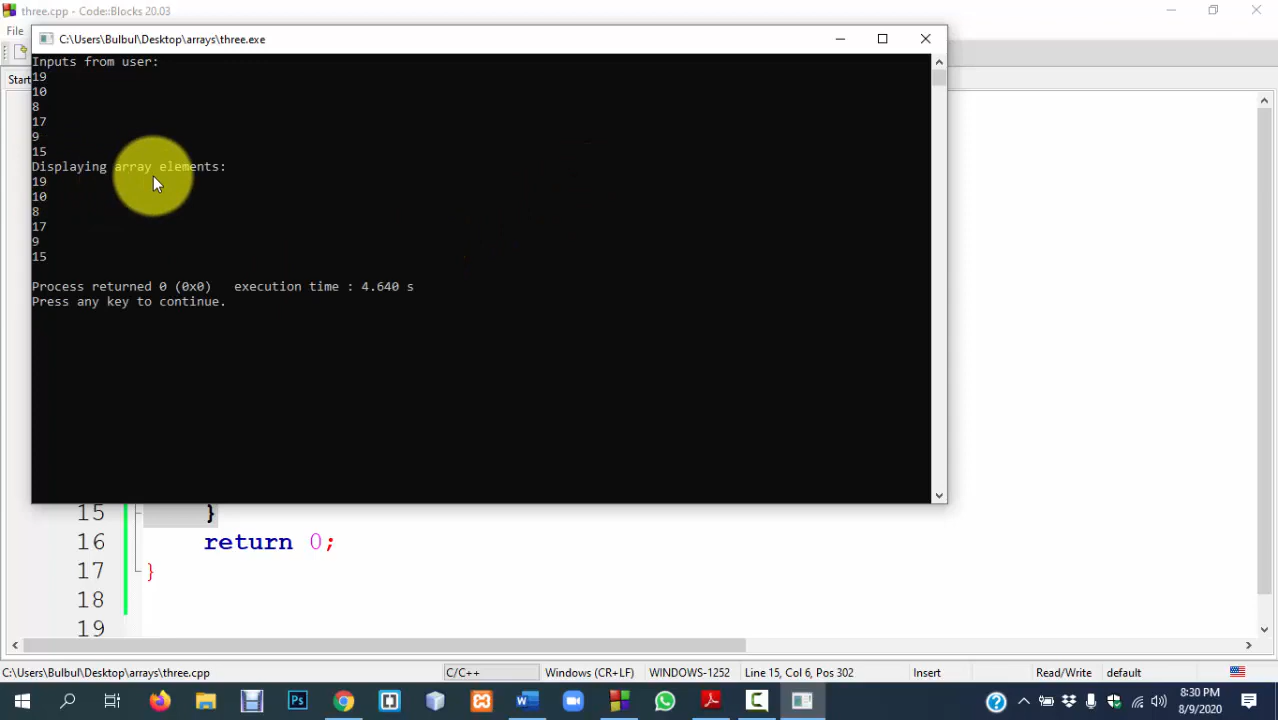 three.cpp - Code::Blocks 20.03
File
C:\Users\Bulbul\Desktop\arrays\three.exe
Start
Inputs from user:
19
10
8
17
9
15
Displaying array elements:
19
10
8
17
9
15
Process returned 0 (0x0)   execution time : 4.640 s
Press any key to continue.
15 }
16 return 0;
17 }
18
19
C:\Users\Bulbul\Desktop\arrays\three.cpp C/C++ Windows (CR+LF) WINDOWS-1252 Line 15, Col 6, Pos 302 Insert Read/Write default
8:30 PM
8/9/2020